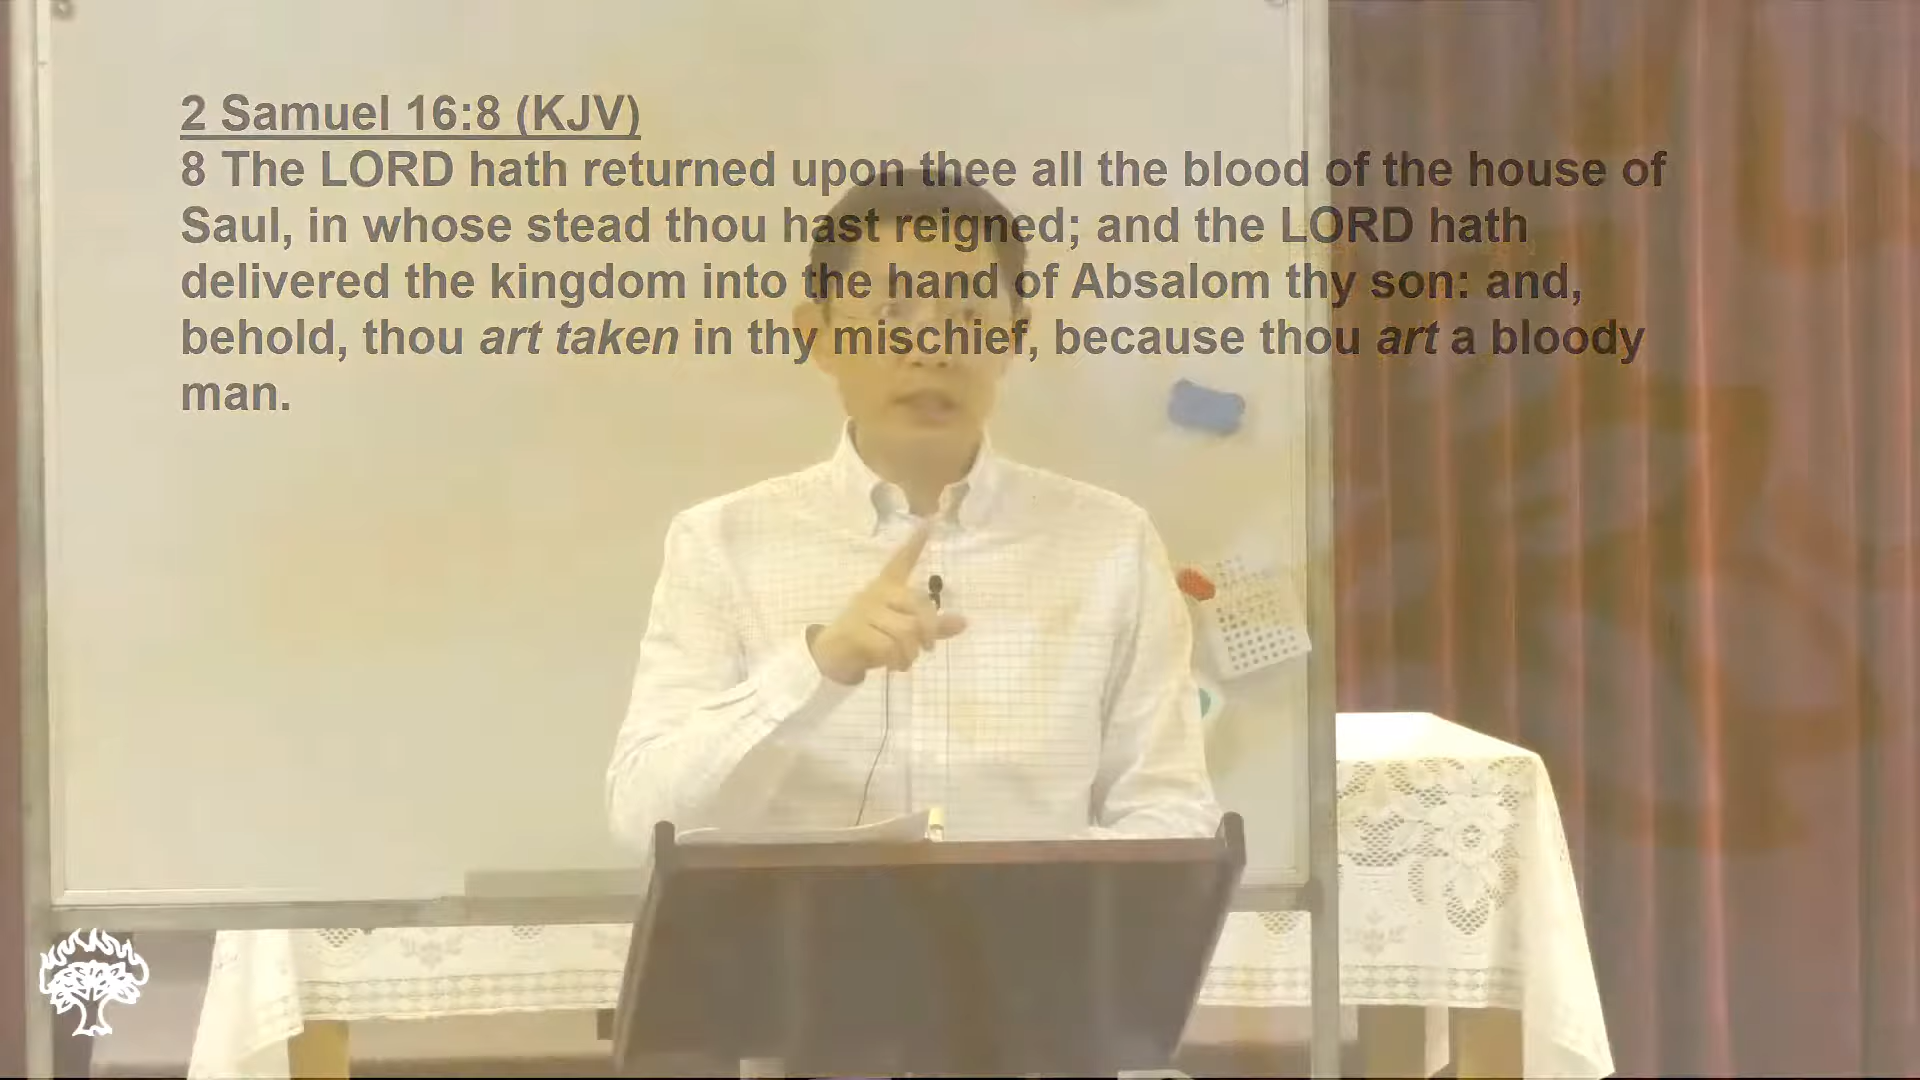 2 Samuel 16:8 (KJV)
8 The LORD hath returned upon thee all the blood of the house of
Saul, in whose stead thou hast reigned; and the LORD hath
delivered the kingdom into the hand of Absalom thy son: and,
behold, thou art taken in thy mischief, because thou art a bloody
man.